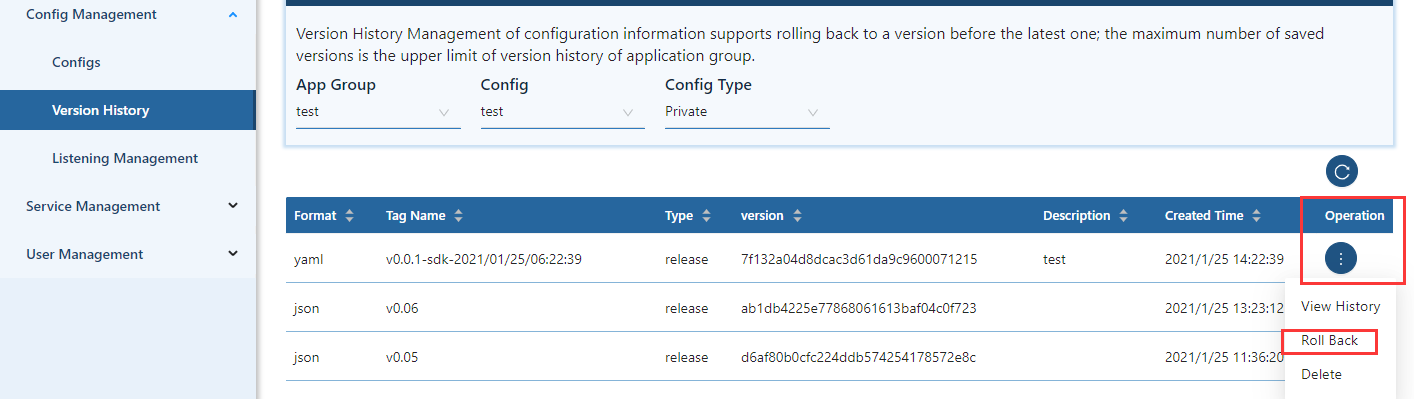 Config Management
Configs
Version History
Listening Management
Service Management
User Management
Version History Management of configuration information supports rolling back to a version before the latest one; the maximum number of saved
versions is the upper limit of version history of application group.
App Group Config Config Type
test test Private
Format Tag Name Type version Description Created Time Operation
yaml v0.0.1-sdk-2021/01/25/06:22:39 release 7f132a04d8dcac3d61da9c9600071215 test 2021/1/25 14:22:39
json v0.06 release ab1db4225e77868061613baf04c0f723 2021/1/25 13:23:12
json v0.05 release d6af80b0cfc224ddb574254178572e8c 2021/1/25 11:36:20
View History
Roll Back
Delete